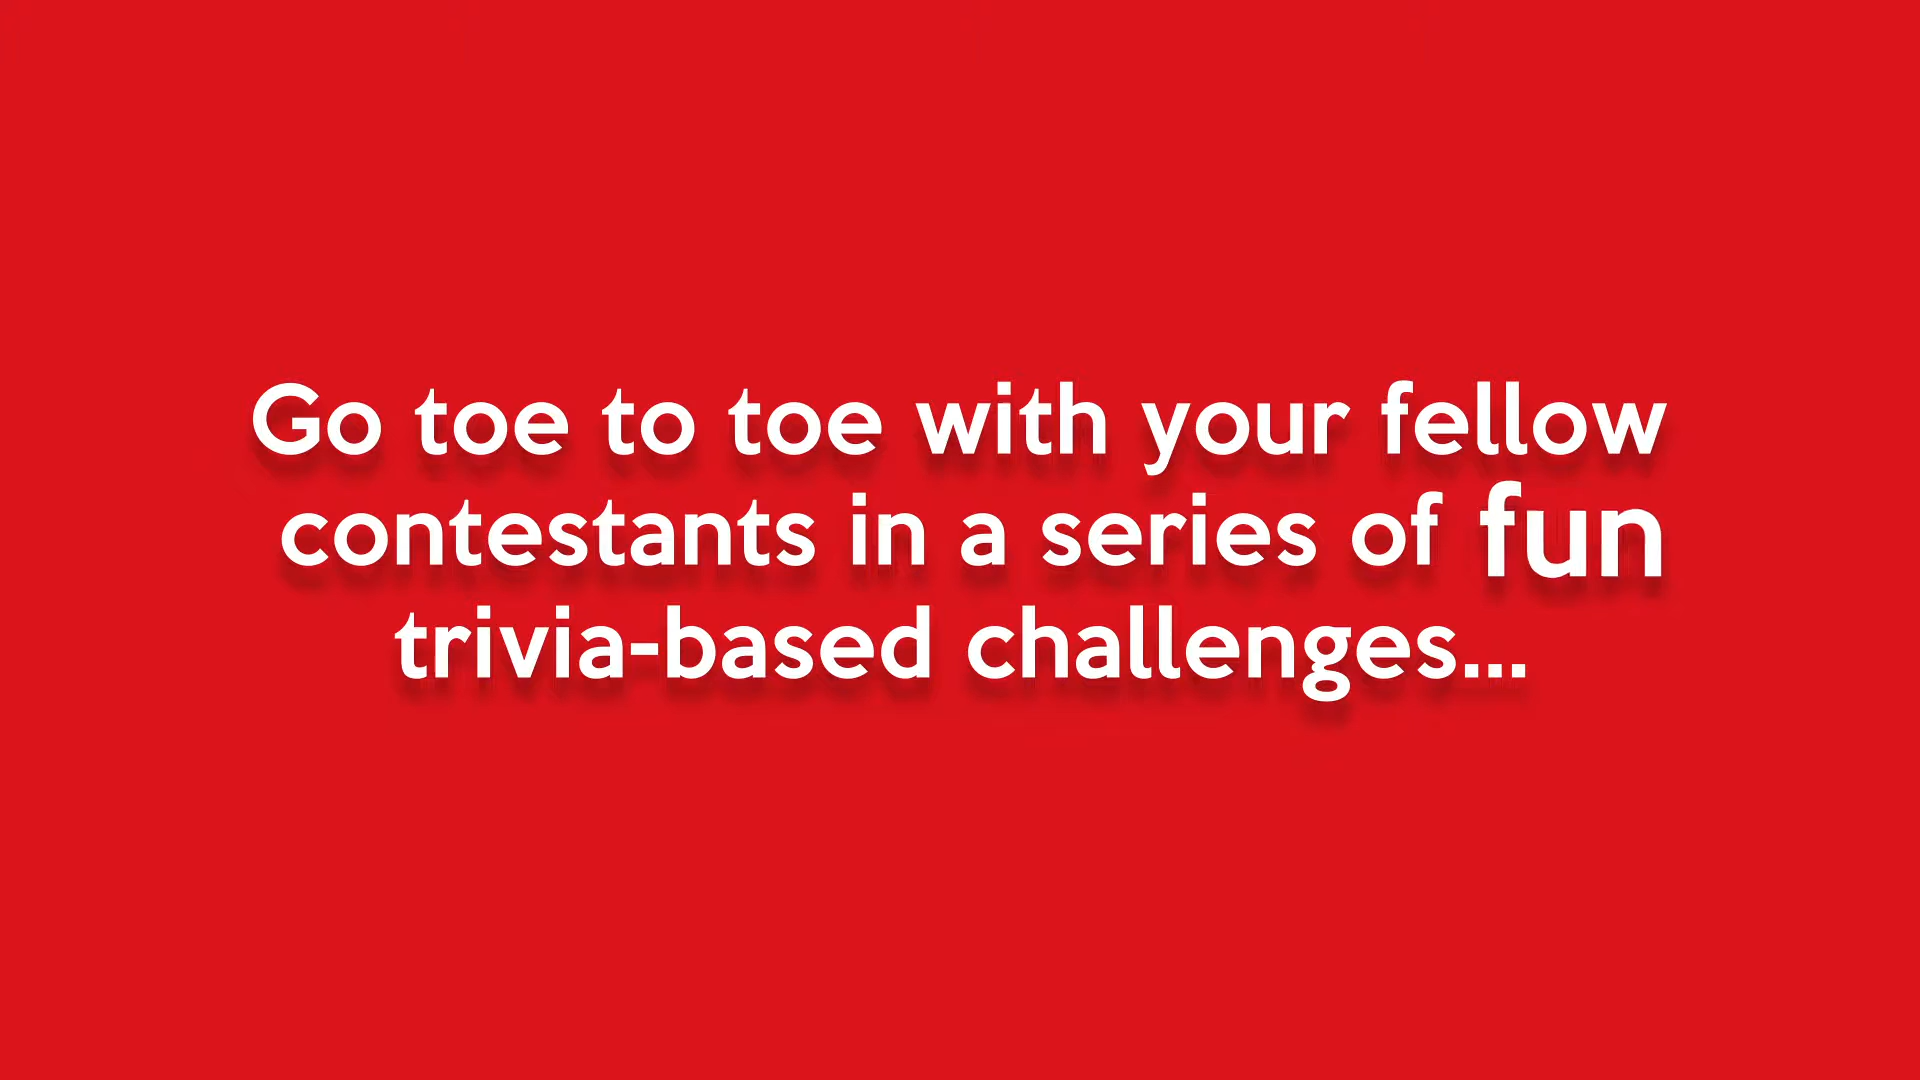 Go toe to toe with your fellow
contestants in a series of fun
trivia-based challenges...